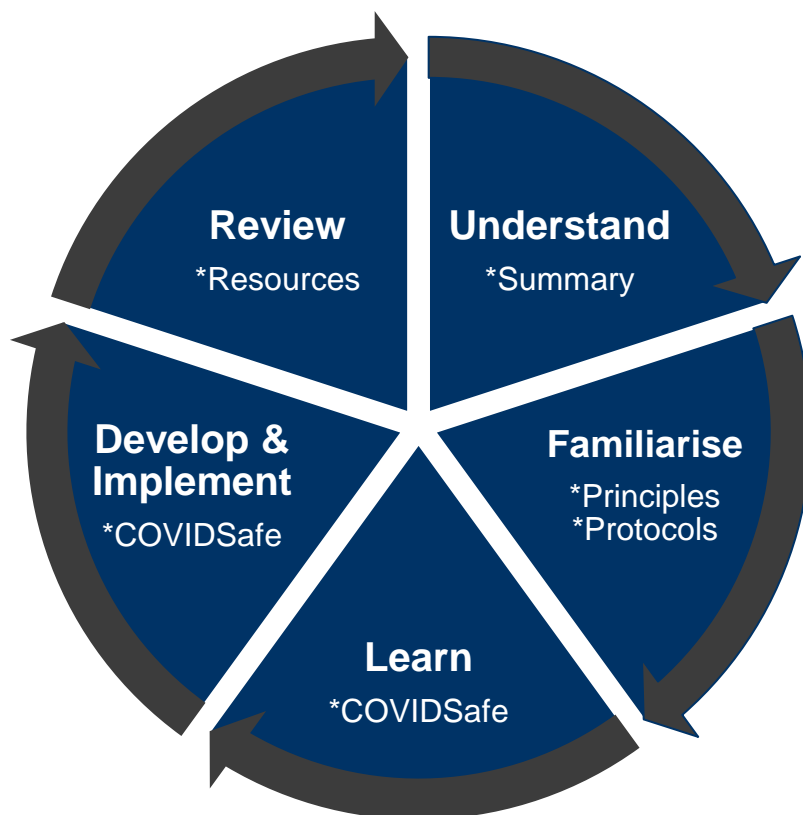 Review
*Resources
Understand
*Summary
Familiarise
*Principles
*Protocols
Learn
*COVIDSafe
Develop &
Implement
*COVIDSafe